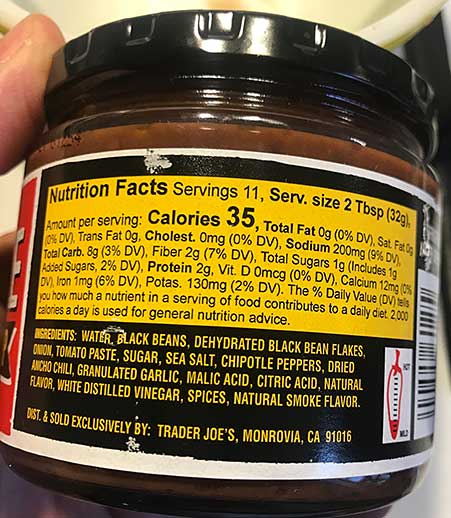 Nutrition Facts Servings 11, Serv. size 2 Tbsp (32g),
Amount per serving: Calories 35, Total Fat 0g (0% DV), Sat. Fat 0g
(0% DV), Trans Fat 0g, Cholest. 0mg (0% DV), Sodium 200mg (9% DV),
Total Carb. 8g (3% DV), Fiber 2g (7% DV), Total Sugars 1g (Includes 1g
Added Sugars, 2% DV), Protein 2g, Vit. D 0mcg (0% DV), Calcium 12mg (0%
DV), Iron 1mg (6% DV), Potas. 130mg (2% DV). The % Daily Value (DV) tells
you how much a nutrient in a serving of food contributes to a daily diet. 2,000
calories a day is used for general nutrition advice.
INGREDIENTS: WATER, BLACK BEANS, DEHYDRATED BLACK BEAN FLAKES,
ONION, TOMATO PASTE, SUGAR, SEA SALT, CHIPOTLE PEPPERS, DRIED
ANCHO CHILI, GRANULATED GARLIC, MALIC ACID, CITRIC ACID, NATURAL
FLAVOR, WHITE DISTILLED VINEGAR, SPICES, NATURAL SMOKE FLAVOR.
DIST. & SOLD EXCLUSIVELY BY: TRADER JOE'S, MONROVIA, CA 91016
HOT
MILD